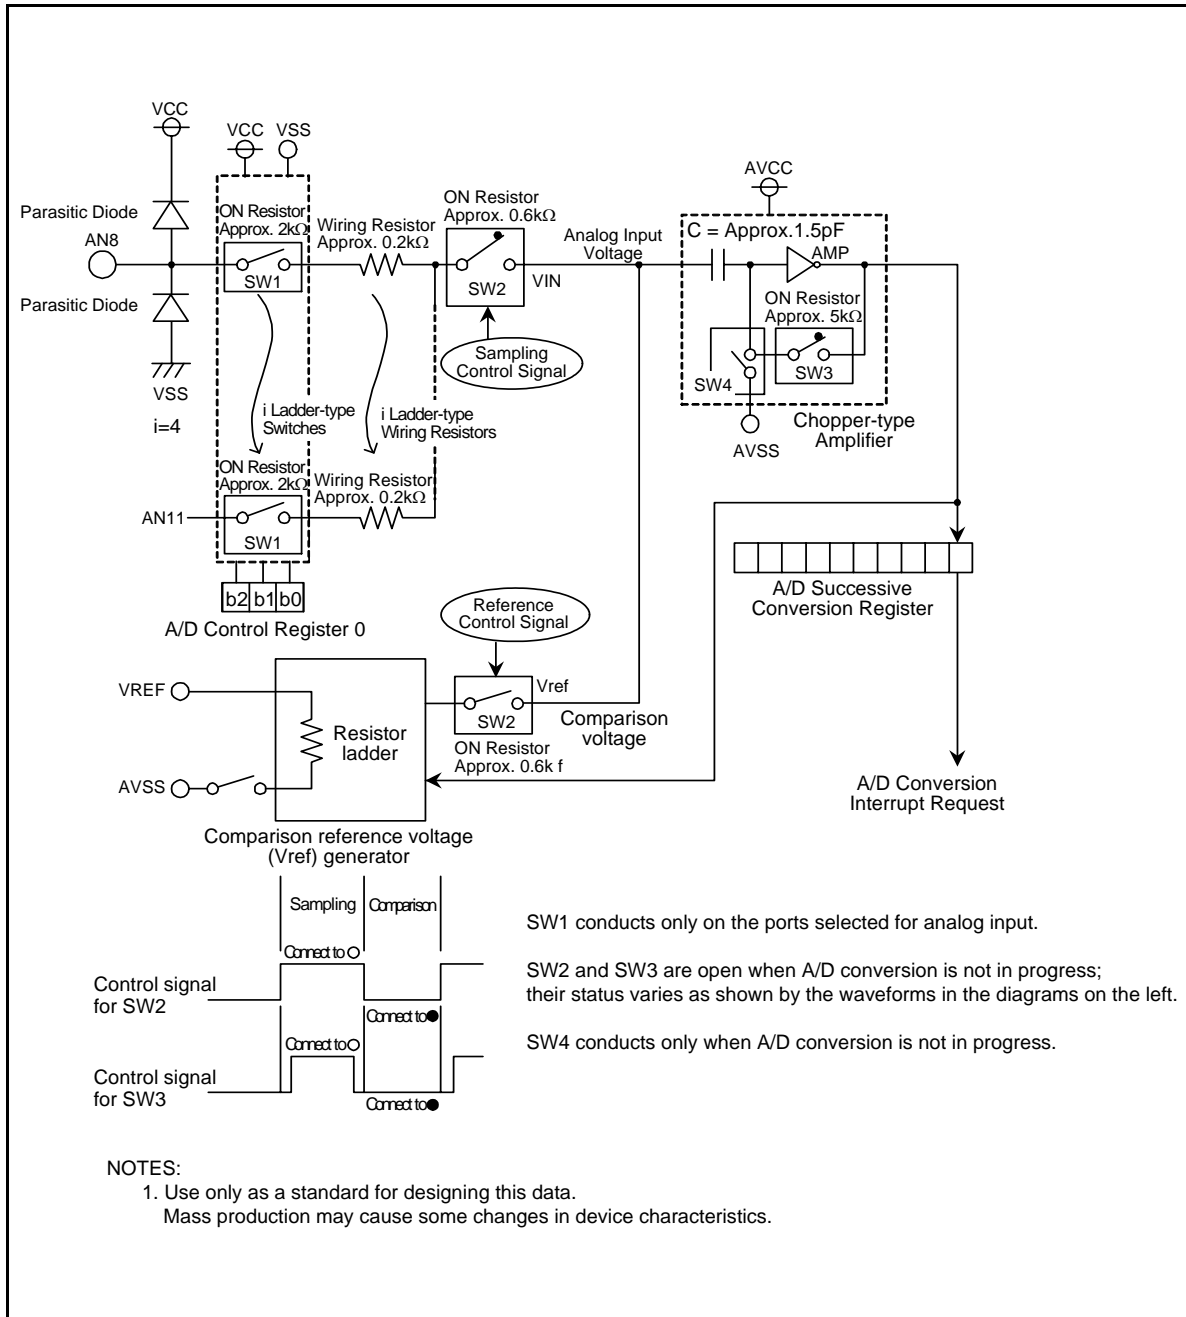 VCC
VCC VSS
AVCC
Parasitic Diode
ON Resistor
Approx. 2kΩ
Wiring Resistor
Approx. 0.2kΩ
ON Resistor
Approx. 0.6kΩ
Analog Input
Voltage
C = Approx.1.5pF
AMP
AN8
SW1
SW2
VIN
Parasitic Diode
ON Resistor
Approx. 5kΩ
SW3
SW4
Sampling
Control Signal
VSS
i=4
i Ladder-type
Switches
i Ladder-type
Wiring Resistors
AVSS
Chopper-type
Amplifier
ON Resistor
Approx. 2kΩ
Wiring Resistor
Approx. 0.2kΩ
AN11
SW1
b2 b1 b0
A/D Control Register 0
A/D Successive
Conversion Register
Reference
Control Signal
VREF
Resistor
ladder
Vref
SW2
Comparison
voltage
ON Resistor
Approx. 0.6k f
AVSS
A/D Conversion
Interrupt Request
Comparison reference voltage
(Vref) generator
Sampling Comparison
Connect to
Control signal
for SW2
Connect to
Connect to
Control signal
for SW3
Connect to
SW1 conducts only on the ports selected for analog input.
SW2 and SW3 are open when A/D conversion is not in progress;
their status varies as shown by the waveforms in the diagrams on the left.
SW4 conducts only when A/D conversion is not in progress.
NOTES:
1. Use only as a standard for designing this data.
Mass production may cause some changes in device characteristics.